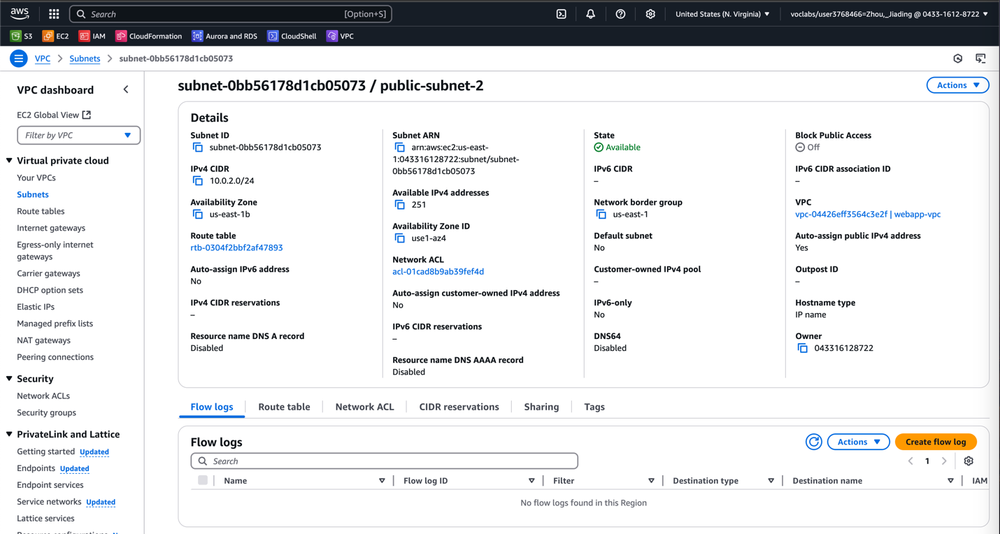 aws
Search [Option+S]
United States (N. Virginia)
voclabs/user3768466=Zhou,_Jiading @ 0433-1612-8722
S3 EC2 IAM CloudFormation Aurora and RDS CloudShell VPC
VPC > Subnets > subnet-0bb56178d1cb05073
VPC dashboard
EC2 Global View
Filter by VPC
Virtual private cloud
Your VPCs
Subnets
Route tables
Internet gateways
Egress-only internet
gateways
Carrier gateways
DHCP option sets
Elastic IPs
Managed prefix lists
NAT gateways
Peering connections
Security
Network ACLs
Security groups
PrivateLink and Lattice
Getting started Updated
Endpoints Updated
Endpoint services
Service networks Updated
Lattice services
subnet-0bb56178d1cb05073 / public-subnet-2
Actions
Details
Subnet ID
subnet-0bb56178d1cb05073
IPv4 CIDR
10.0.2.0/24
Availability Zone
us-east-1b
Route table
rtb-0304f2bbf2af47893
Auto-assign IPv6 address
No
IPv4 CIDR reservations
–
Resource name DNS A record
Disabled
Subnet ARN
arn:aws:ec2:us-east-
1:043316128722:subnet/subnet-
0bb56178d1cb05073
Available IPv4 addresses
251
Availability Zone ID
use1-az4
Network ACL
acl-01cad8b9ab39fef4d
Auto-assign customer-owned IPv4 address
No
IPv6 CIDR reservations
–
Resource name DNS AAAA record
Disabled
State
Available
IPv6 CIDR
–
Network border group
us-east-1
Default subnet
No
Customer-owned IPv4 pool
–
IPv6-only
No
DNS64
Disabled
Block Public Access
Off
IPv6 CIDR association ID
–
VPC
vpc-04426eff3564c3e2f | webapp-vpc
Auto-assign public IPv4 address
Yes
Outpost ID
–
Hostname type
IP name
Owner
043316128722
Flow logs Route table Network ACL CIDR reservations Sharing Tags
Flow logs
Actions Create flow log
Search
1
Name Flow log ID Filter Destination type Destination name IAM
No flow logs found in this Region